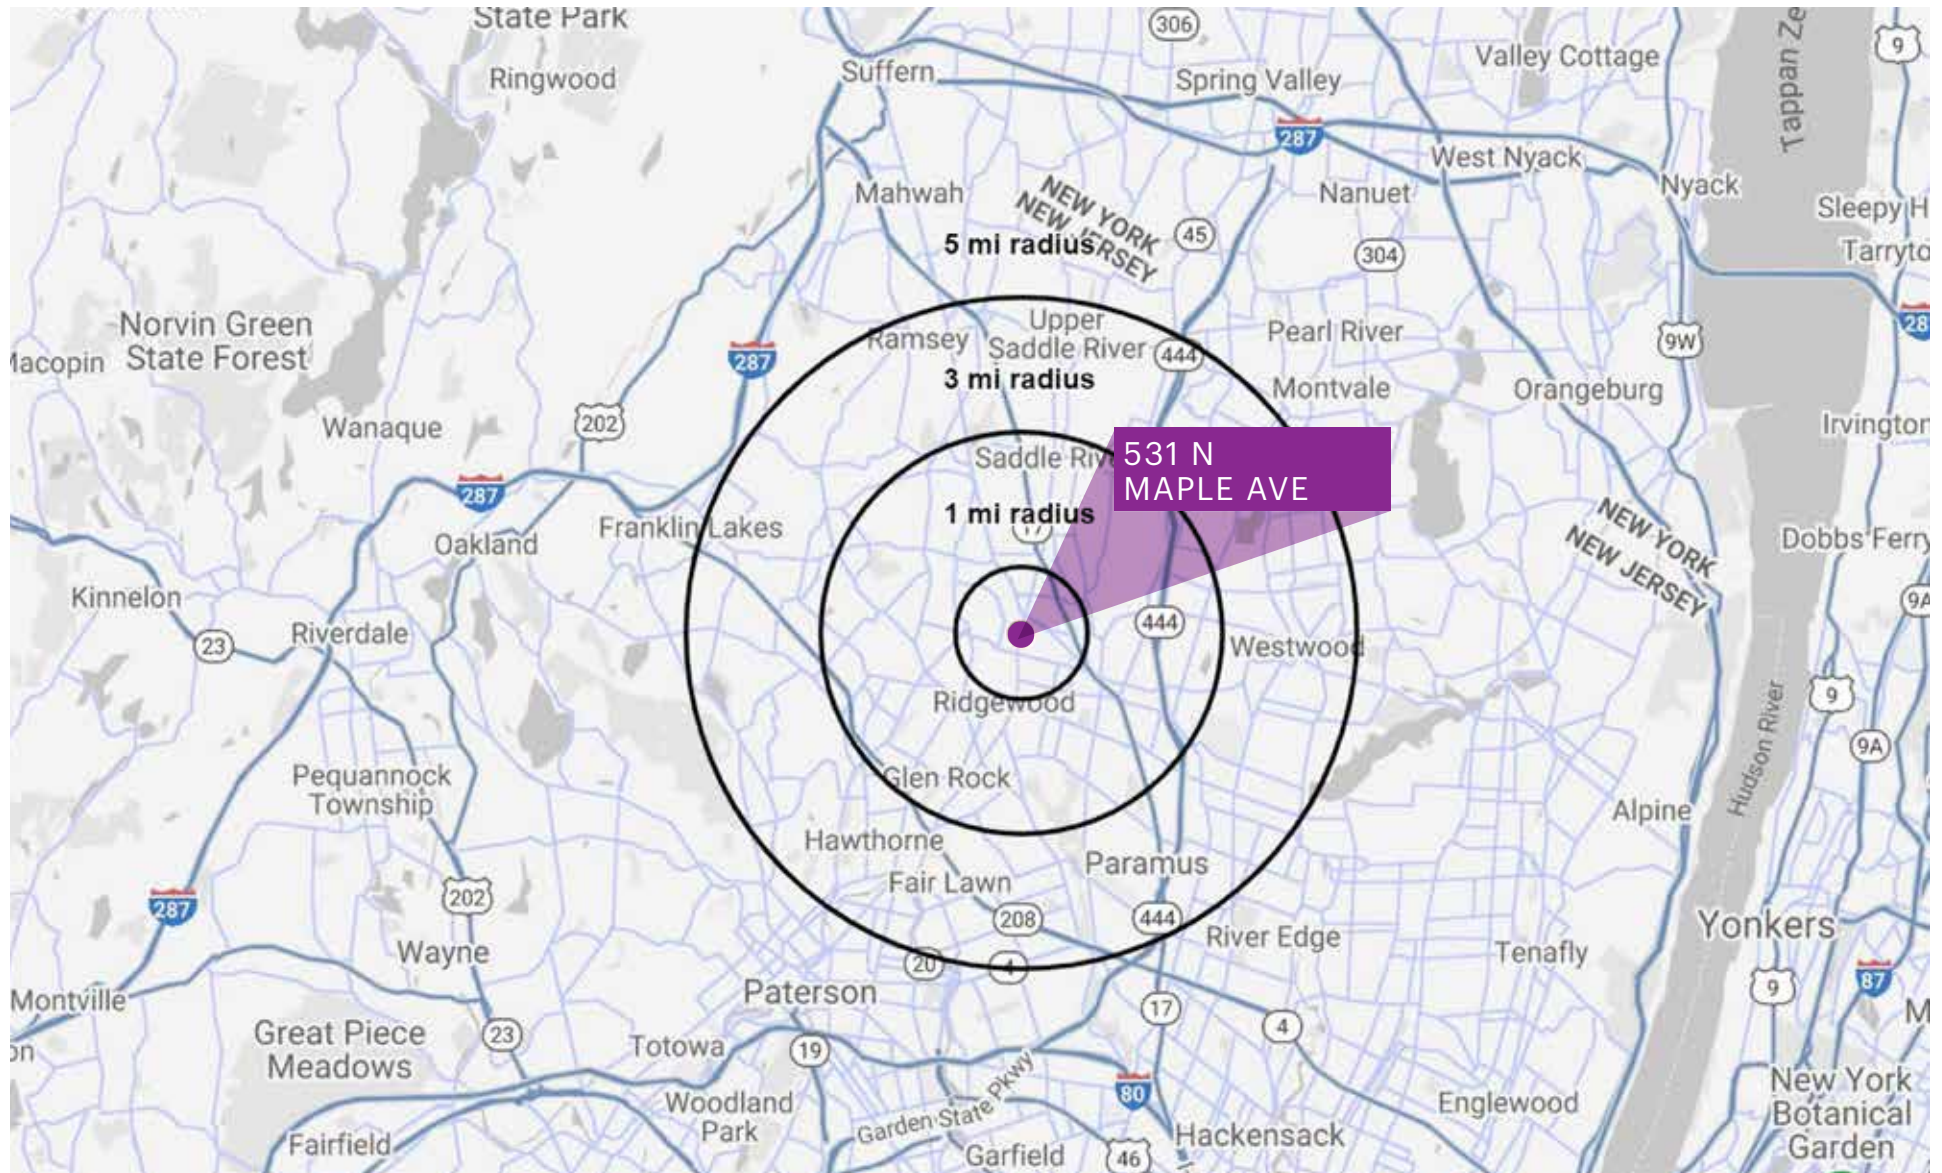 State Park
306
9
Ringwood
Suffern
Spring Valley
Valley Cottage
Tappan Ze
287
West Nyack
Mahwah
NEW YORK
NEW JERSEY
Nanuet
Nyack
Sleepy H
5 mi radius
45
304
Tarryto
Norvin Green
State Forest
Macopin
287
Ramsey
Upper
Saddle River
444
Pearl River
9W
28
3 mi radius
Montvale
Orangeburg
202
Wanaque
Irvington
Saddle Rive
531 N
MAPLE AVE
287
1 mi radius
17
Franklin Lakes
Oakland
NEW YORK
NEW JERSEY
Dobbs Ferry
Kinnelon
9A
23
Riverdale
444
Westwood
Ridgewood
9
Hudson River
9A
Pequannock
Township
Glen Rock
Alpine
Hawthorne
Paramus
Fair Lawn
202
287
208
444
River Edge
Yonkers
Wayne
20
4
Tenafly
Montville
Paterson
17
9
87
Great Piece
Meadows
23
Totowa
19
4
M
on
Garden State Pkwy
80
Woodland
Park
Englewood
New York
Botanical
Garden
Fairfield
Garfield
46
Hackensack